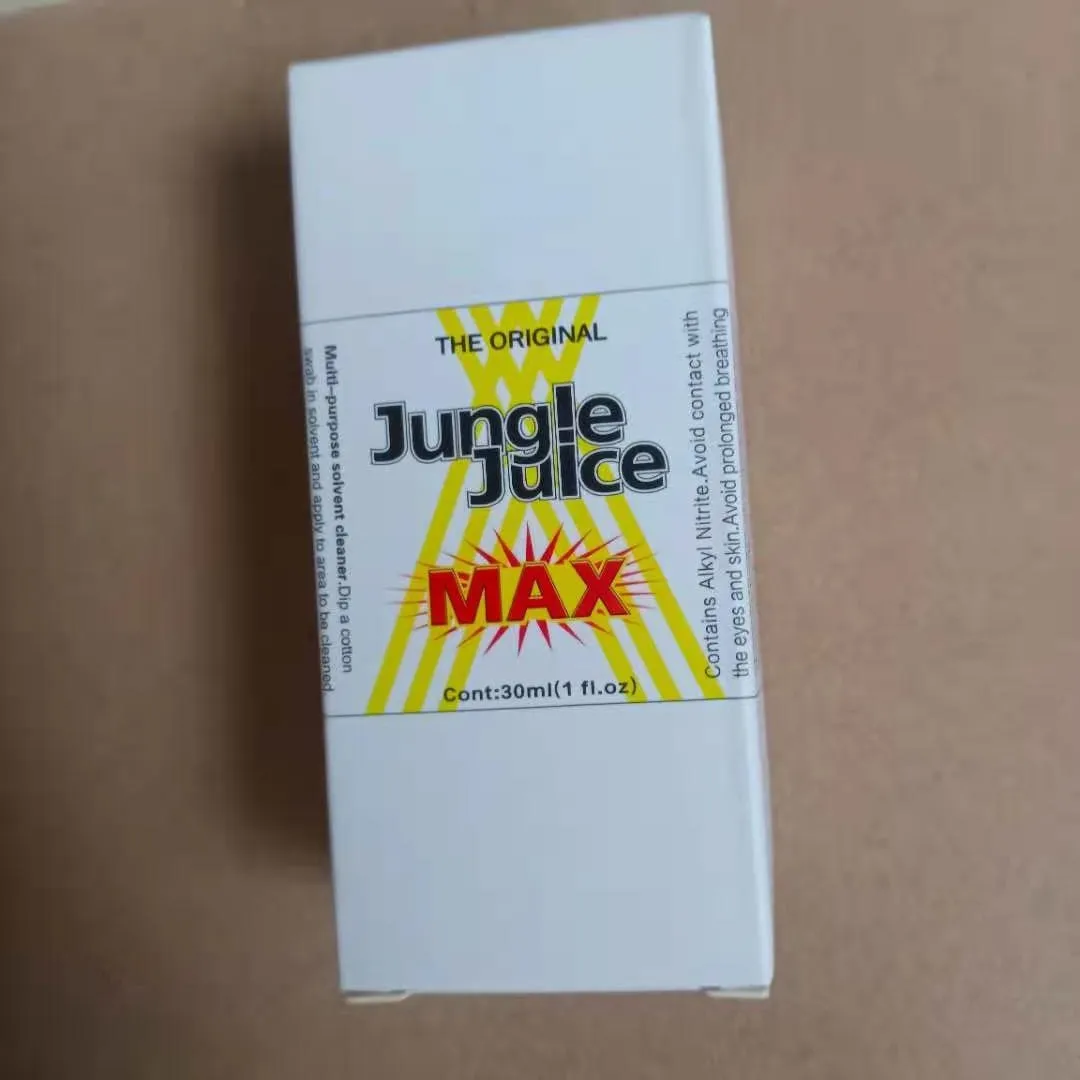 THE ORIGINAL
Jungle
Juice
MAX
Cont:30ml(1 fl.oz)
Multi-purpose solvent cleaner.Dip a cotton
swab in solvent and apply to area to be cleaned
Contains Alkyl Nitrite.Avoid contact with
the eyes and skin.Avoid prolonged breathing